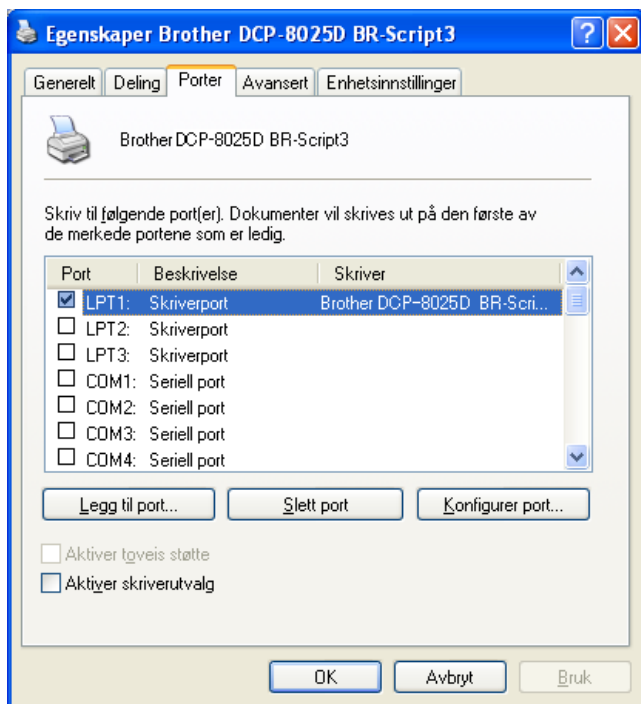 Egenskaper Brother DCP-8025D BR-Script3
Generelt Deling Porter Avansert Enhetsinnstillinger
Brother DCP-8025D BR-Script3
Skriv til følgende port(er). Dokumenter vil skrives ut på den første av
de merkede portene som er ledig.
Port Beskrivelse Skriver
LPT1: Skriverport Brother DCP-8025D BR-Scri...
LPT2: Skriverport
LPT3: Skriverport
COM1: Seriell port
COM2: Seriell port
COM3: Seriell port
COM4: Seriell port
Legg til port... Slett port Konfigurer port...
Aktiver toveis støtte
Aktiver skriverutvalg
OK Avbryt Bruk